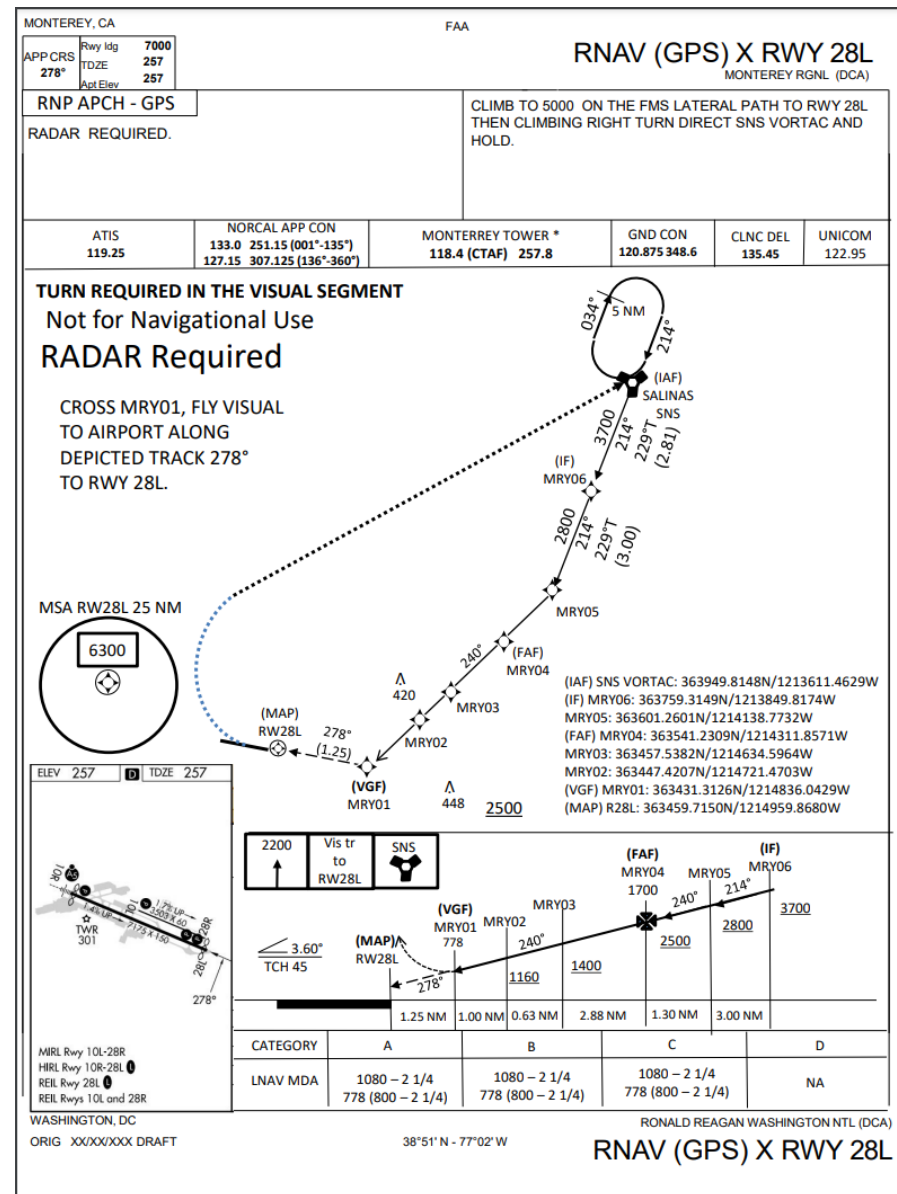 MONTEREY, CA
FAA
APP CRS
278°
Rwy ldg 7000
TDZE 257
Apt Elev 257
RNAV (GPS) X RWY 28L
MONTEREY RGNL (DCA)
RNP APCH - GPS
RADAR REQUIRED.
CLIMB TO 5000 ON THE FMS LATERAL PATH TO RWY 28L
THEN CLIMBING RIGHT TURN DIRECT SNS VORTAC AND
HOLD.
ATIS
119.25
NORCAL APP CON
133.0 251.15 (001°-135°)
127.15 307.125 (136°-360°)
MONTERREY TOWER *
118.4 (CTAF) 257.8
GND CON
120.875 348.6
CLNC DEL
135.45
UNICOM
122.95
TURN REQUIRED IN THE VISUAL SEGMENT
Not for Navigational Use
RADAR Required
CROSS MRY01, FLY VISUAL
TO AIRPORT ALONG
DEPICTED TRACK 278°
TO RWY 28L.
034°
5 NM
214°
(IAF)
SALINAS
SNS
3700
214°
229°T
(2.81)
(IF)
MRY06
2800
214°
229°T
(3.00)
MRY05
240°
(FAF)
MRY04
MRY03
MRY02
420
MSA RW28L 25 NM
6300
(MAP)
RW28L
278°
(1.25)
(VGF)
MRY01
448
2500
(IAF) SNS VORTAC: 363949.8148N/1213611.4629W
(IF) MRY06: 363759.3149N/1213849.8174W
MRY05: 363601.2601N/1214138.7732W
(FAF) MRY04: 363541.2309N/1214311.8571W
MRY03: 363457.5382N/1214634.5964W
MRY02: 363447.4207N/1214721.4703W
(VGF) MRY01: 363431.3126N/1214836.0429W
(MAP) R28L: 363459.7150N/1214959.8680W
ELEV 257 D TDZE 257
10R
A5
10L
1.7% UP
3503 X 60
1.4% UP
7175 X 150
28R
28L
TWR
301
278°
MIRL Rwy 10L-28R
HIRL Rwy 10R-28L L
REIL Rwy 28L L
REIL Rwys 10L and 28R
2200
Vis tr
to
RW28L
SNS
3.60°
TCH 45
(MAP)
RW28L
278°
(VGF)
MRY01
778
MRY02
MRY03
240°
1160
1400
(FAF)
MRY04
1700
240°
2500
MRY05
214°
2800
(IF)
MRY06
3700
1.25 NM
1.00 NM
0.63 NM
2.88 NM
1.30 NM
3.00 NM
CATEGORY A B C D
LNAV MDA
1080 – 2 1/4
778 (800 – 2 1/4)
1080 – 2 1/4
778 (800 – 2 1/4)
1080 – 2 1/4
778 (800 – 2 1/4)
NA
WASHINGTON, DC
RONALD REAGAN WASHINGTON NTL (DCA)
ORIG XX/XX/XXX DRAFT
38°51' N - 77°02' W
RNAV (GPS) X RWY 28L